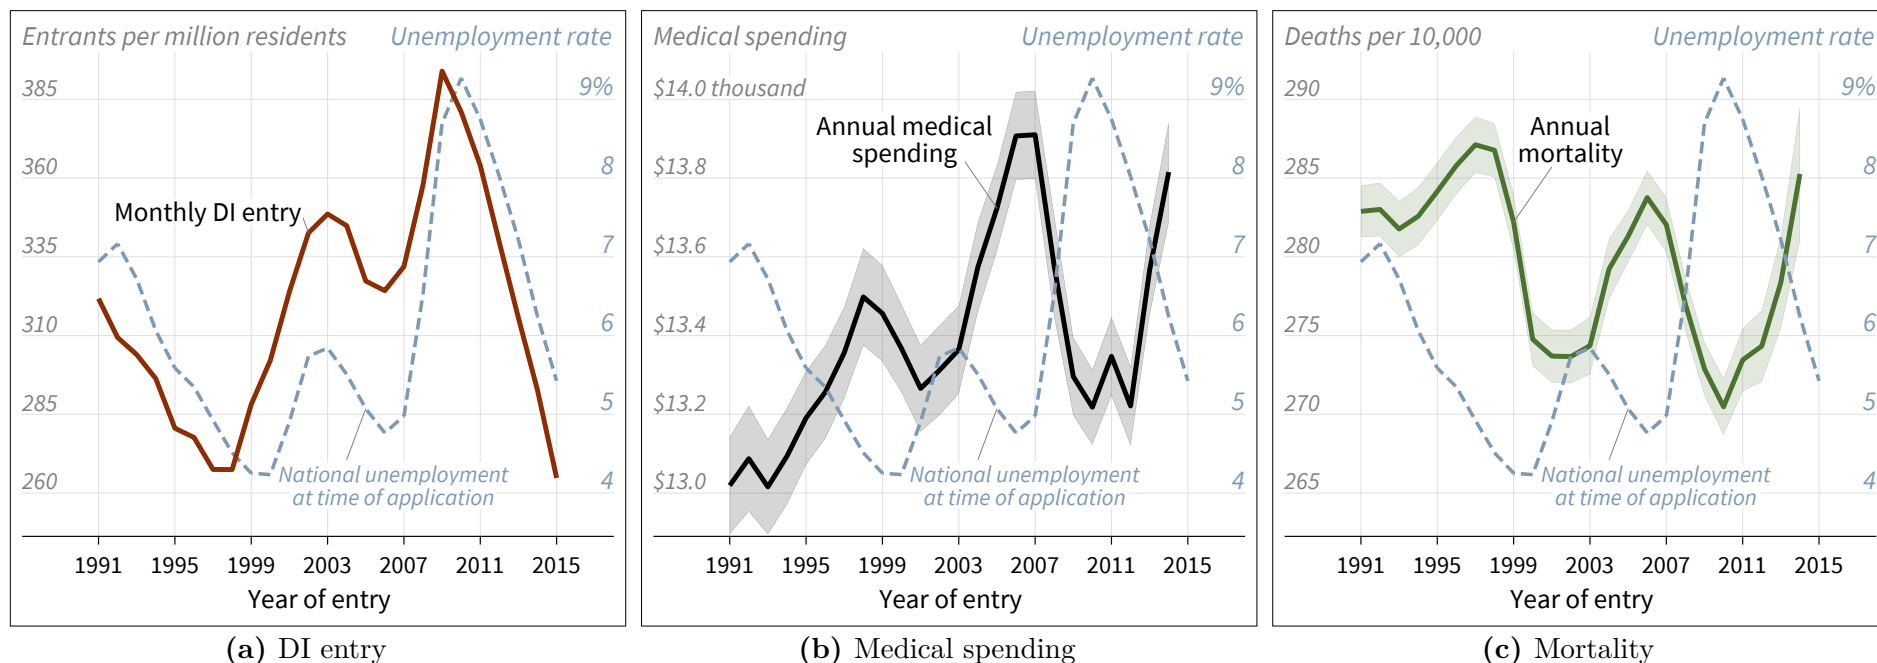 Entrants per million residents
Unemployment rate
385
360
335
310
285
260
9%
8
7
6
5
4
Monthly DI entry
National unemployment
at time of application
1991 1995 1999 2003 2007 2011 2015
Year of entry
(a) DI entry
Medical spending
Unemployment rate
$14.0 thousand
$13.8
$13.6
$13.4
$13.2
$13.0
9%
8
7
6
5
4
Annual medical
spending
National unemployment
at time of application
1991 1995 1999 2003 2007 2011 2015
Year of entry
(b) Medical spending
Deaths per 10,000
Unemployment rate
290
285
280
275
270
265
9%
8
7
6
5
4
Annual
mortality
National unemployment
at time of application
1991 1995 1999 2003 2007 2011 2015
Year of entry
(c) Mortality